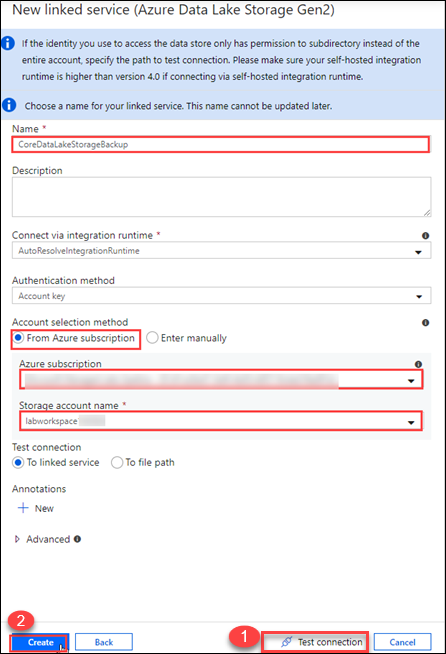 New linked service (Azure Data Lake Storage Gen2)
If the identity you use to access the data store only has permission to subdirectory instead of the
entire account, specify the path to test connection. Please make sure your self-hosted integration
runtime is higher than version 4.0 if connecting via self-hosted integration runtime.
Choose a name for your linked service. This name cannot be updated later.
Name *
CoreDataLakeStorageBackup
Description
Connect via integration runtime *
AutoResolveIntegrationRuntime
Authentication method
Account key
Account selection method
From Azure subscription Enter manually
Azure subscription
Storage account name *
labworkspace
Test connection
To linked service To file path
Annotations
New
Advanced
2 1
Create Back Test connection Cancel